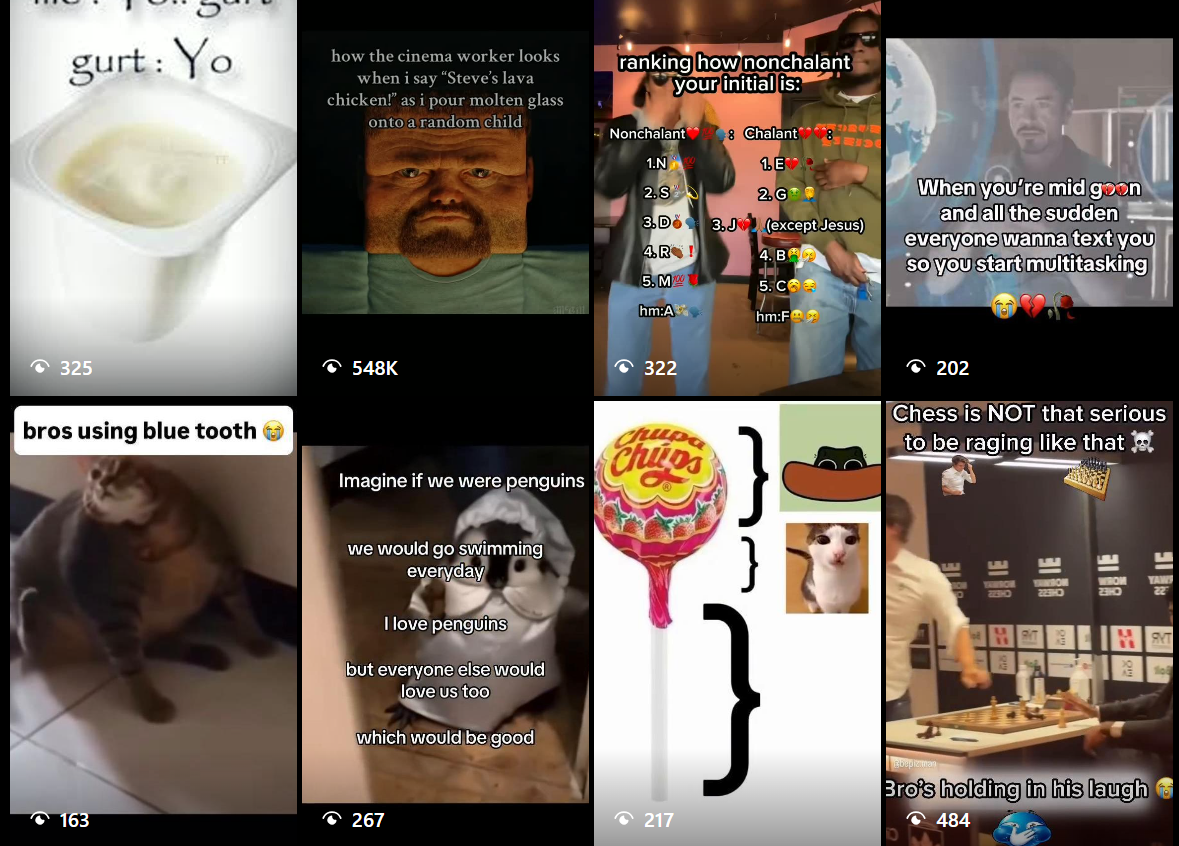 gurt : Yo
325
how the cinema worker looks
when i say “Steve's lava
chicken!” as i pour molten glass
onto a random child
548K
ranking how nonchalant
your initial is:
Nonchalant❤️💯🗣️:
1.N🧏💯
2. S💫
3. D🗣️
4. R❗
5. M💯🌹
hm:A🗣️
Chalant💔💔:
1. E💔🥀
2. G🤢🤦
3. J💔(except Jesus)
4. B🤮🤧
5. C😪
hm:F🤧
322
When you're mid g💔💔n
and all the sudden
everyone wanna text you
so you start multitasking
😭💔🥀
202
bros using blue tooth 😭
163
Imagine if we were penguins
we would go swimming
everyday
I love penguins
but everyone else would
love us too
which would be good
267
Chupa
Chups
217
Chess is NOT that serious
to be raging like that ☠️
NORWAY
CHESS
Bro's holding in his laugh 😭
484